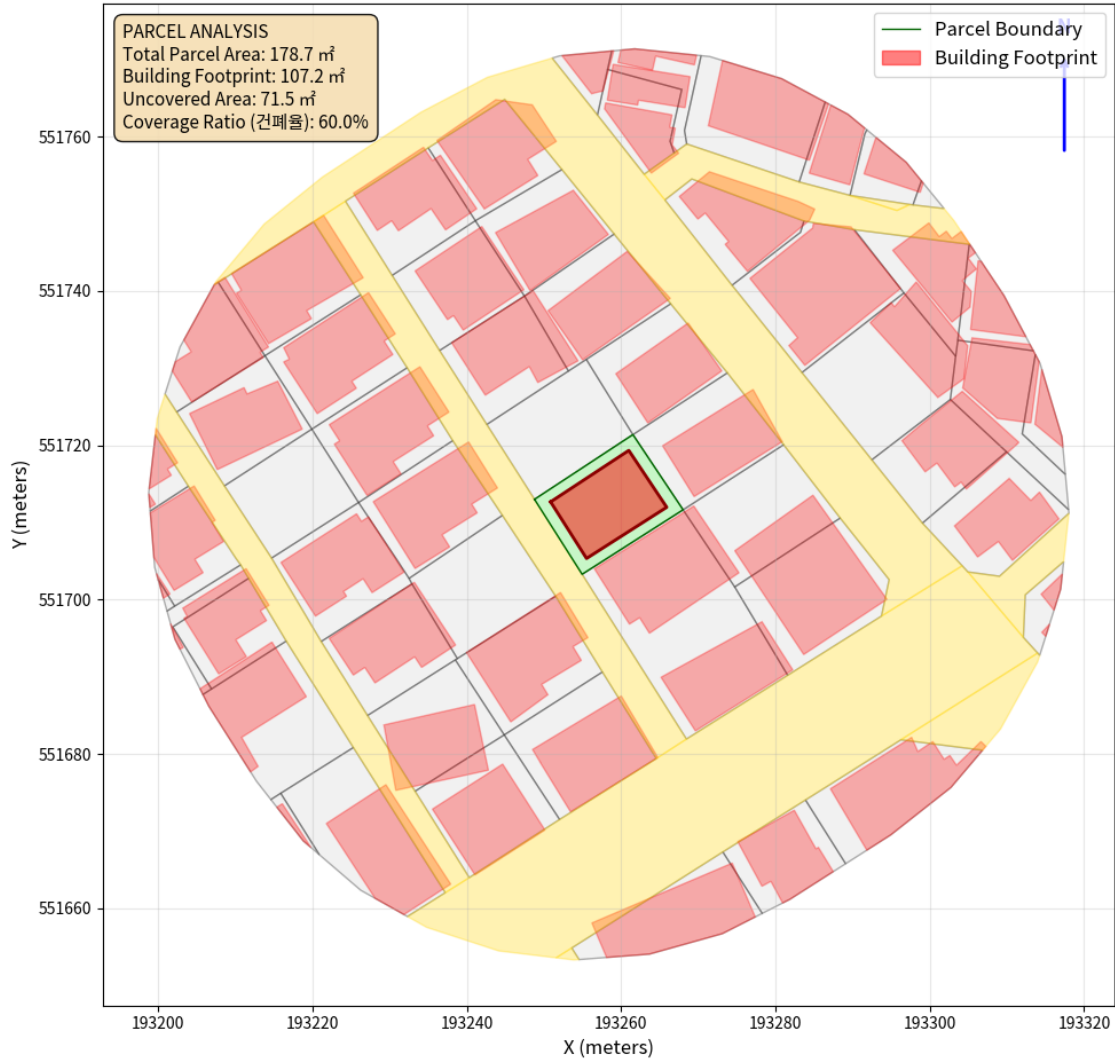 PARCEL ANALYSIS
Total Parcel Area: 178.7 ㎡
Building Footprint: 107.2 ㎡
Uncovered Area: 71.5 ㎡
Coverage Ratio (건폐율): 60.0%
N
Parcel Boundary
Building Footprint
551760
551740
551720
551700
551680
551660
Y (meters)
193200
193220
193240
193260
193280
193300
193320
X (meters)